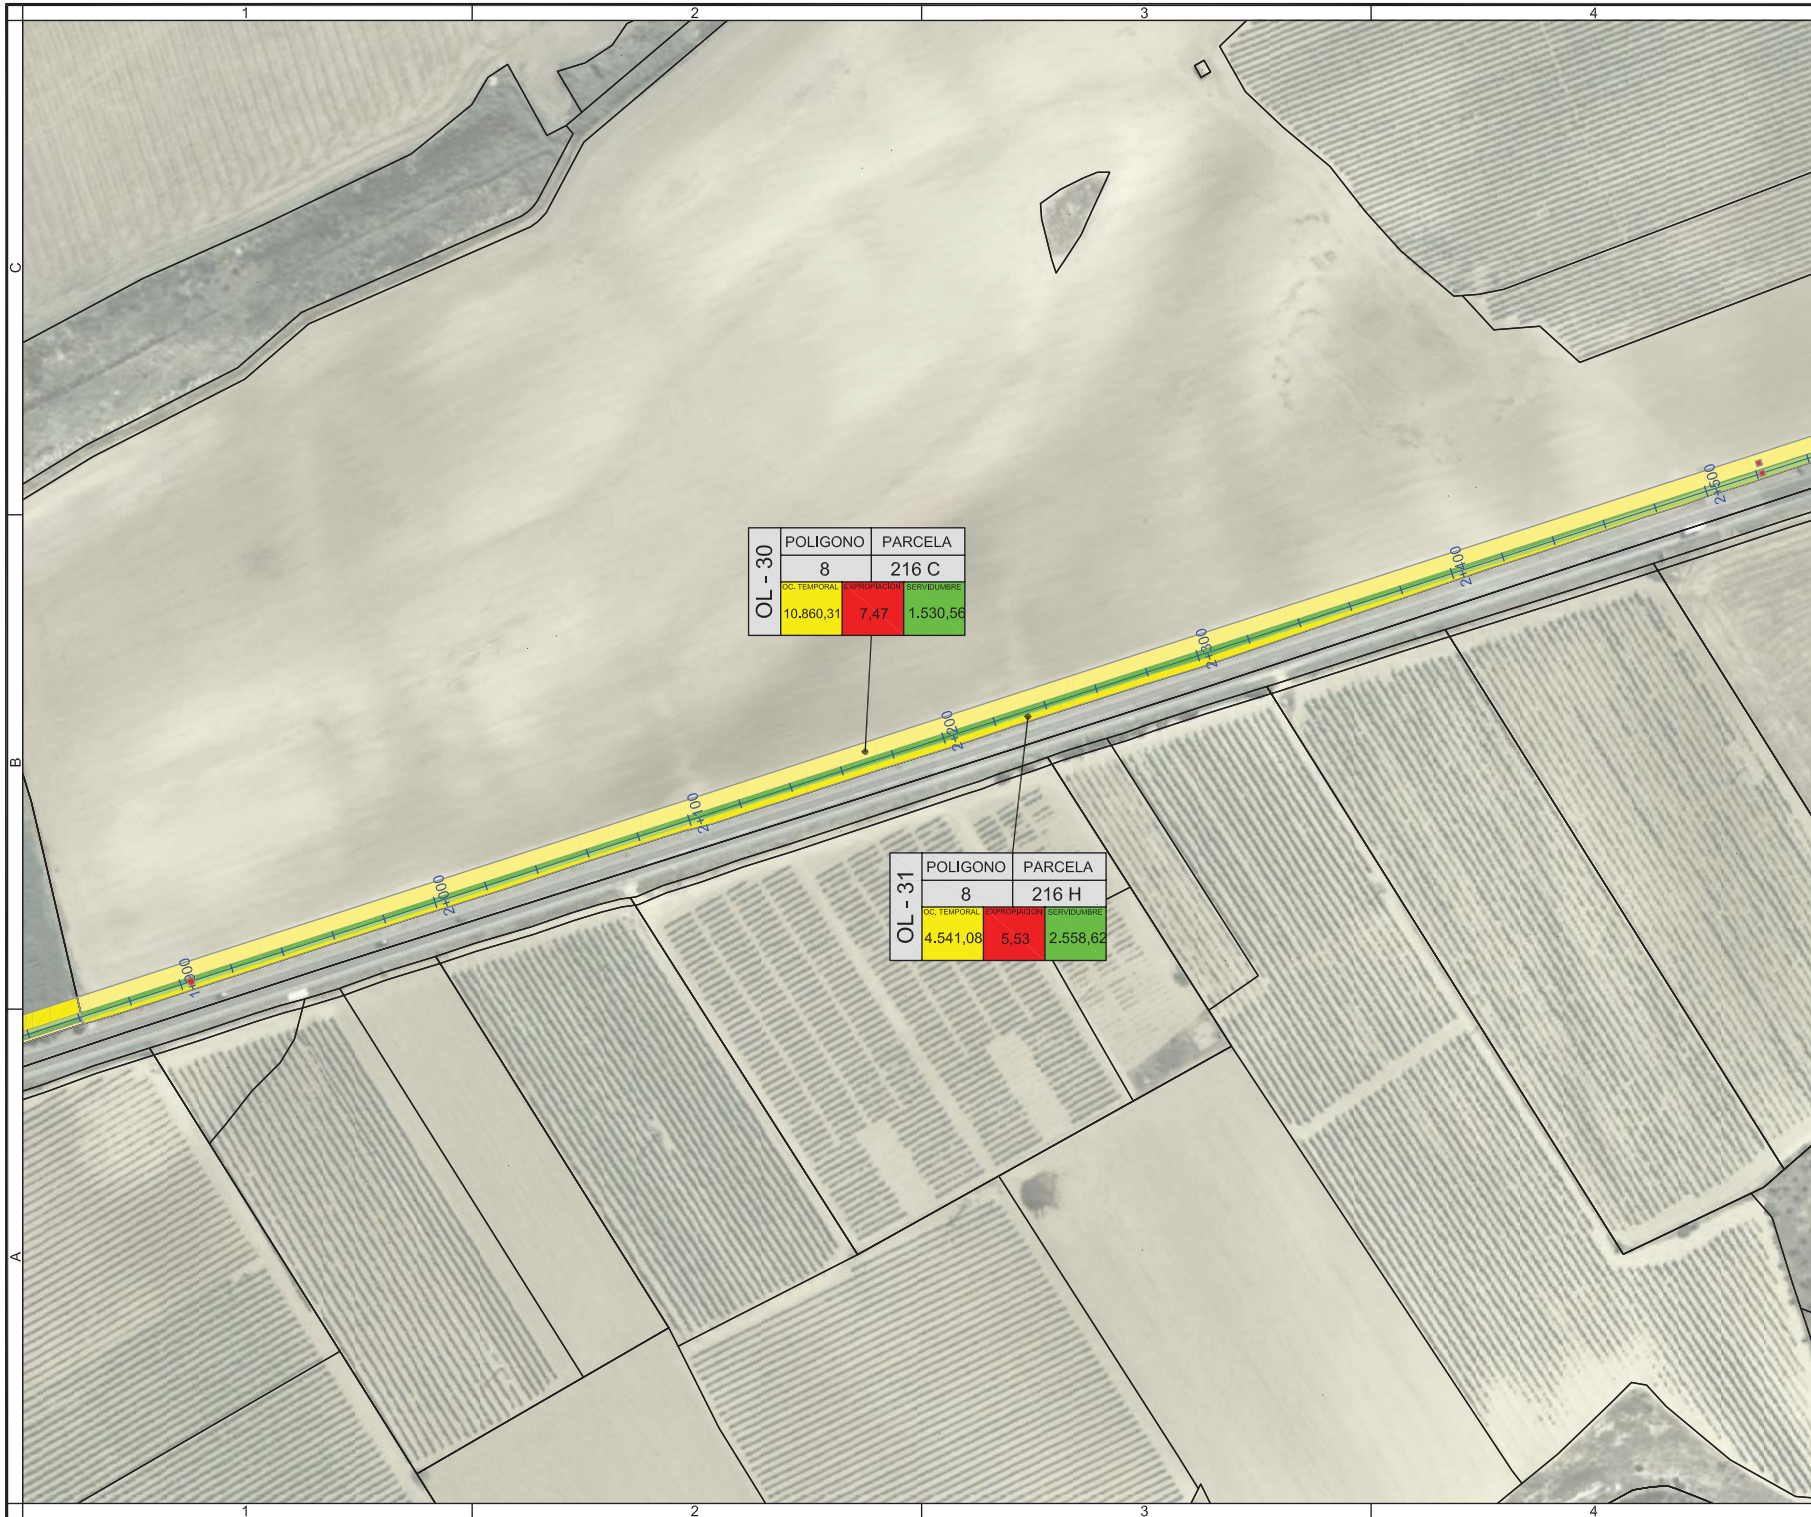 1 2 3 4
C
2+500
2+400
OL - 30
POLIGONO PARCELA
8 216 C
OC. TEMPORAL EXPROPIACIÓN SERVIDUMBRE
10.860,31 7,47 1.530,56
2+300
2+200
B
2+100
OL - 31
POLIGONO PARCELA
8 216 H
OC. TEMPORAL EXPROPIACIÓN SERVIDUMBRE
4.541,08 5,53 2.558,62
2+000
A
1 2 3 4